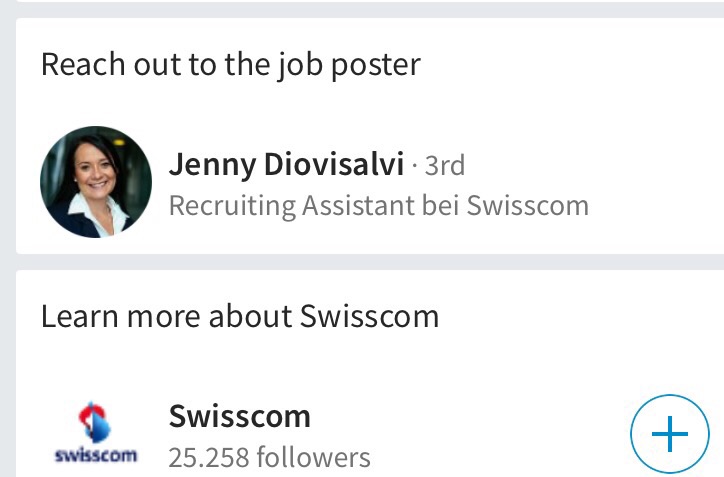 Reach out to the job poster
Jenny Diovisalvi · 3rd
Recruiting Assistant bei Swisscom
Learn more about Swisscom
Swisscom
swisscom
25.258 followers